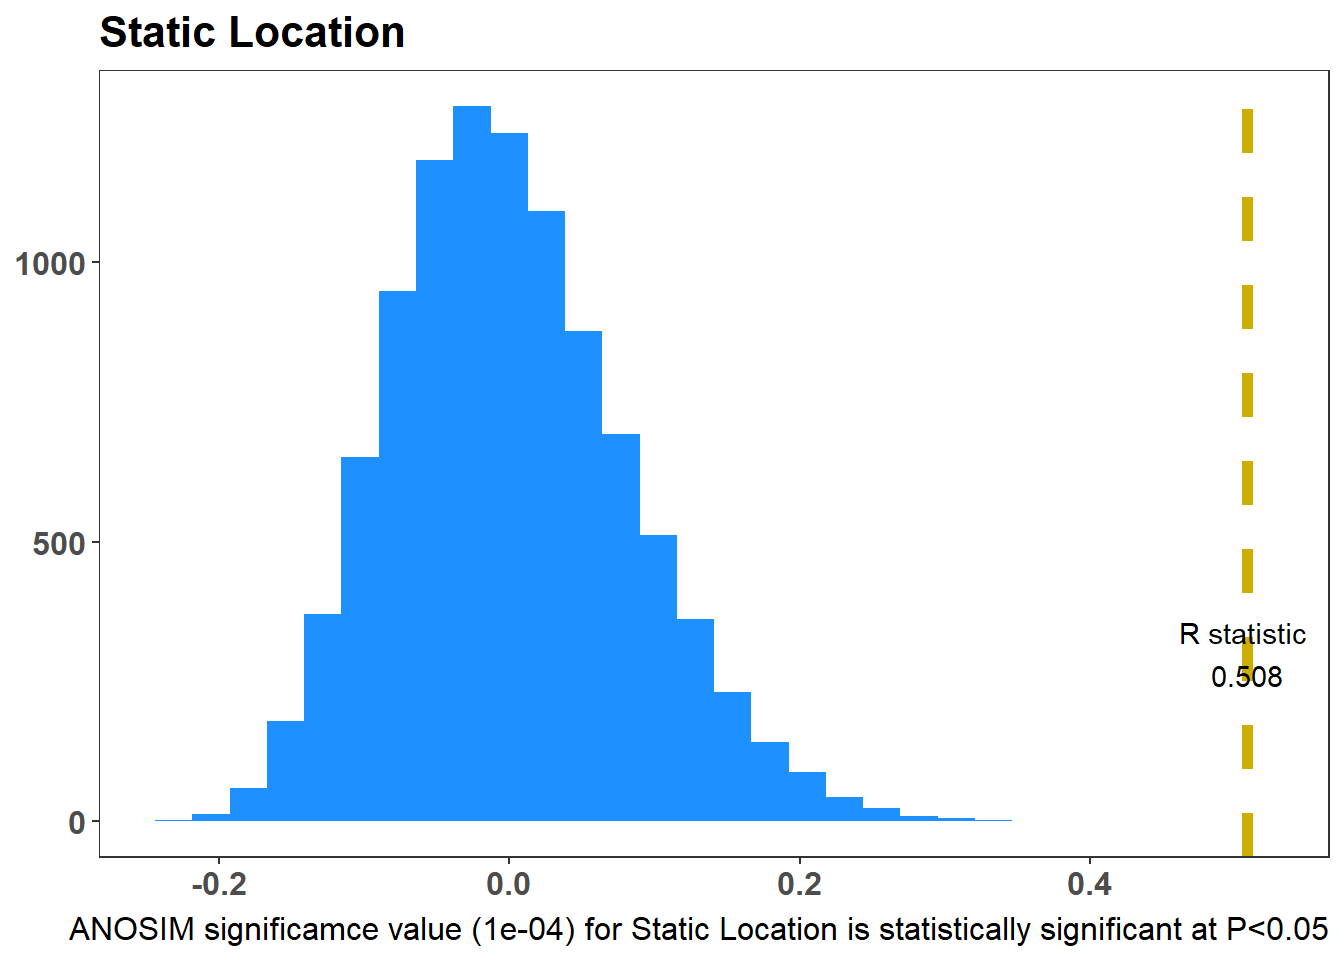 Static Location
1000
500
0
R statistic
0.508
-0.2 0.0 0.2 0.4
ANOSIM significamce value (1e-04) for Static Location is statistically significant at P<0.05